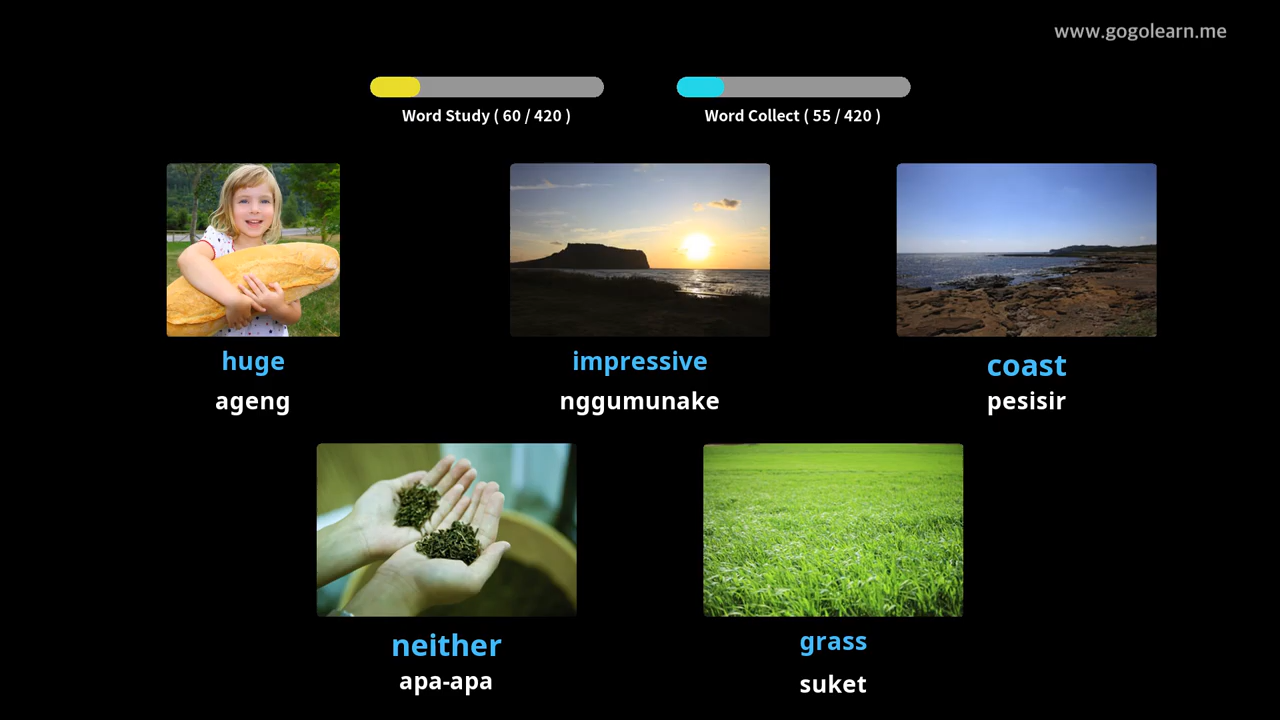 www.gogolearn.me
Word Study ( 60 / 420 )
Word Collect ( 55 / 420 )
huge
ageng
impressive
nggumunake
coast
pesisir
neither
apa-apa
grass
suket